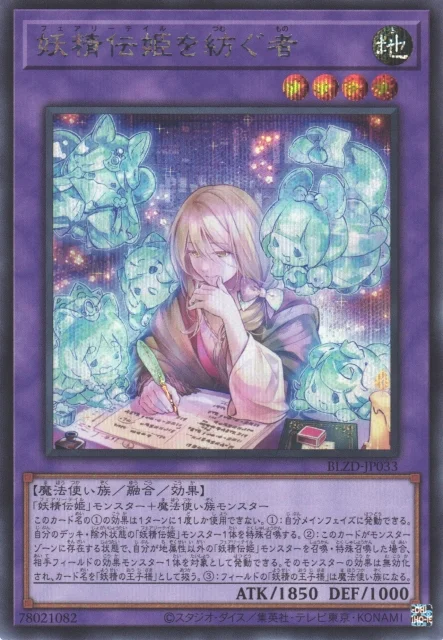 フェアリーテイル つむ もの
妖精伝姫を紡ぐ者
地
BLZD-JP033
【魔法使い族／融合／効果】
「妖精伝姫」モンスター＋魔法使い族モンスター
このカード名の①の効果は1ターンに1度しか使用できない。①：自分メインフェイズに発動できる。
自分のデッキ・除外状態の「妖精伝姫」モンスター1体を特殊召喚する。②：このカードがモンスター
ゾーンに存在する状態で、自分が地属性以外の「妖精伝姫」モンスターを召喚・特殊召喚した場合、
相手フィールドの効果モンスター1体を対象として発動できる。そのモンスターの効果は無効化
され、カード名を「蕗の王子様」として扱う。③：フィールドの「蕗の王子様」は魔法使い族になる。
ATK/1850 DEF/1000
78021082
©スタジオ・ダイス／集英社・テレビ東京・KONAMI